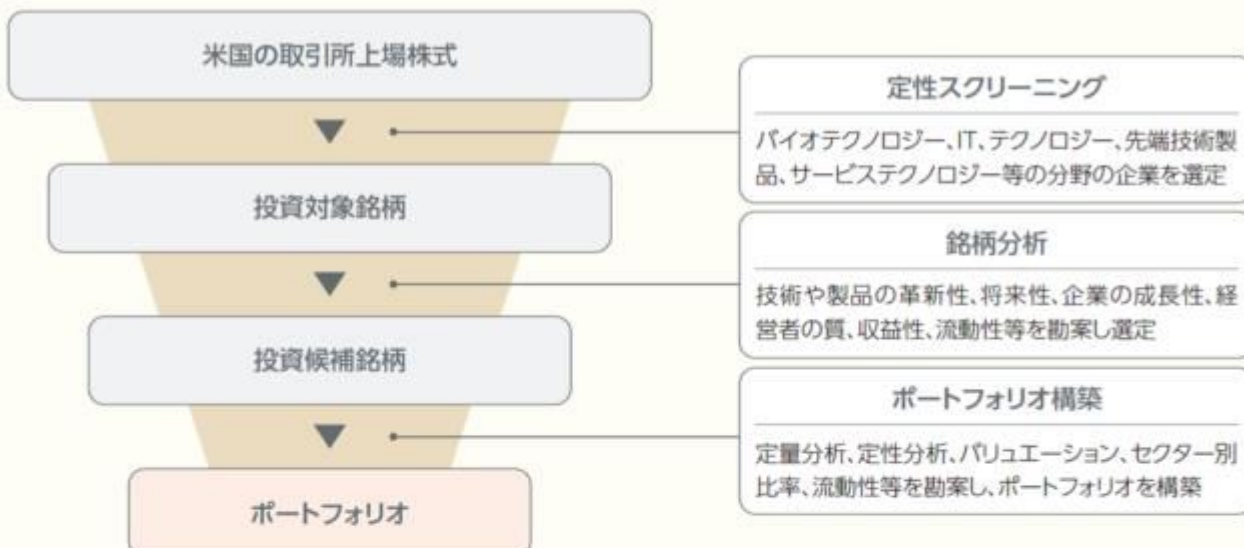 米国の取引所上場株式
定性スクリーニング
バイオテクノロジー、IT、テクノロジー、先端技術製
品、サービステクノロジー等の分野の企業を選定
投資対象銘柄
銘柄分析
技術や製品の革新性、将来性、企業の成長性、経
営者の質、収益性、流動性等を勘案し選定
投資候補銘柄
ポートフォリオ構築
定量分析、定性分析、バリュエーション、セクター別
比率、流動性等を勘案し、ポートフォリオを構築
ポートフォリオ